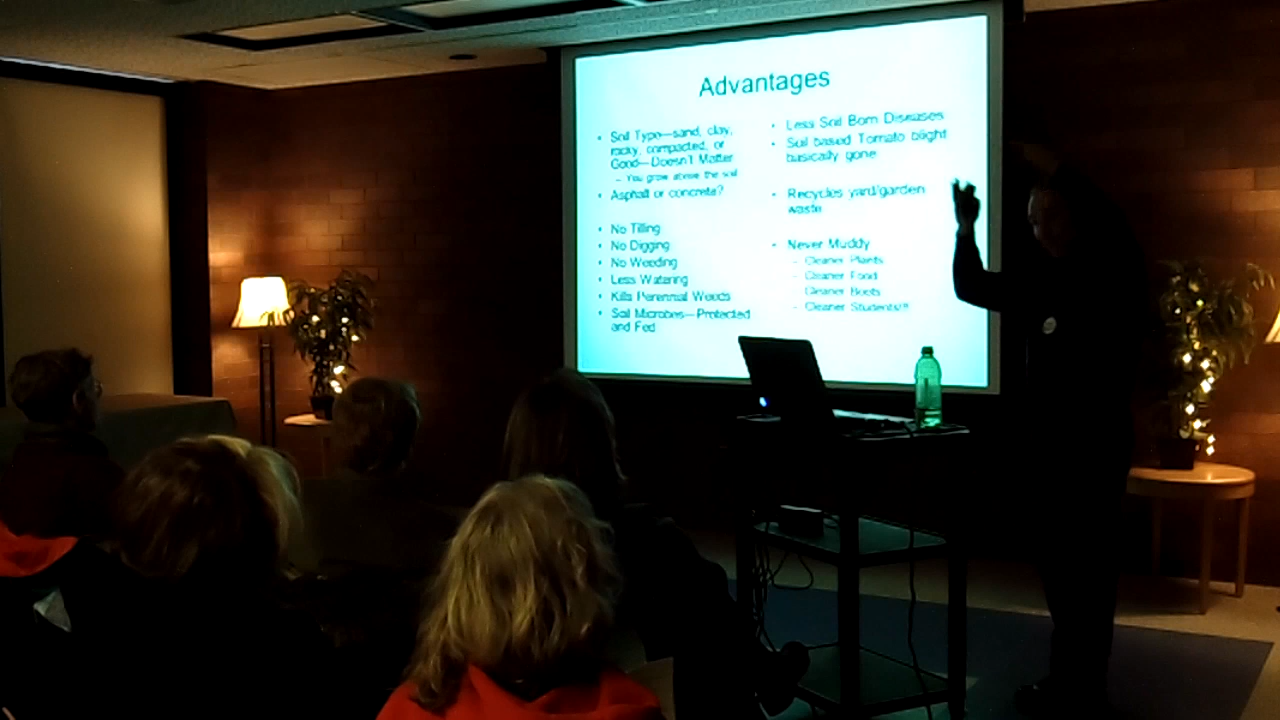 Advantages
Soil Type—sand, clay,
rocky, compacted, or
Good—Doesn't Matter
– You grow above the soil
Asphalt or concrete?
No Tilling
No Digging
No Weeding
Less Watering
Kills Perennial Weeds
Soil Microbes—Protected
and Fed
Less Soil Born Diseases
Soil based Tomato blight
basically gone
Recycles yard/garden
waste
Never Muddy
– Cleaner Plants
– Cleaner Food
– Cleaner Boots
– Cleaner Students!!!